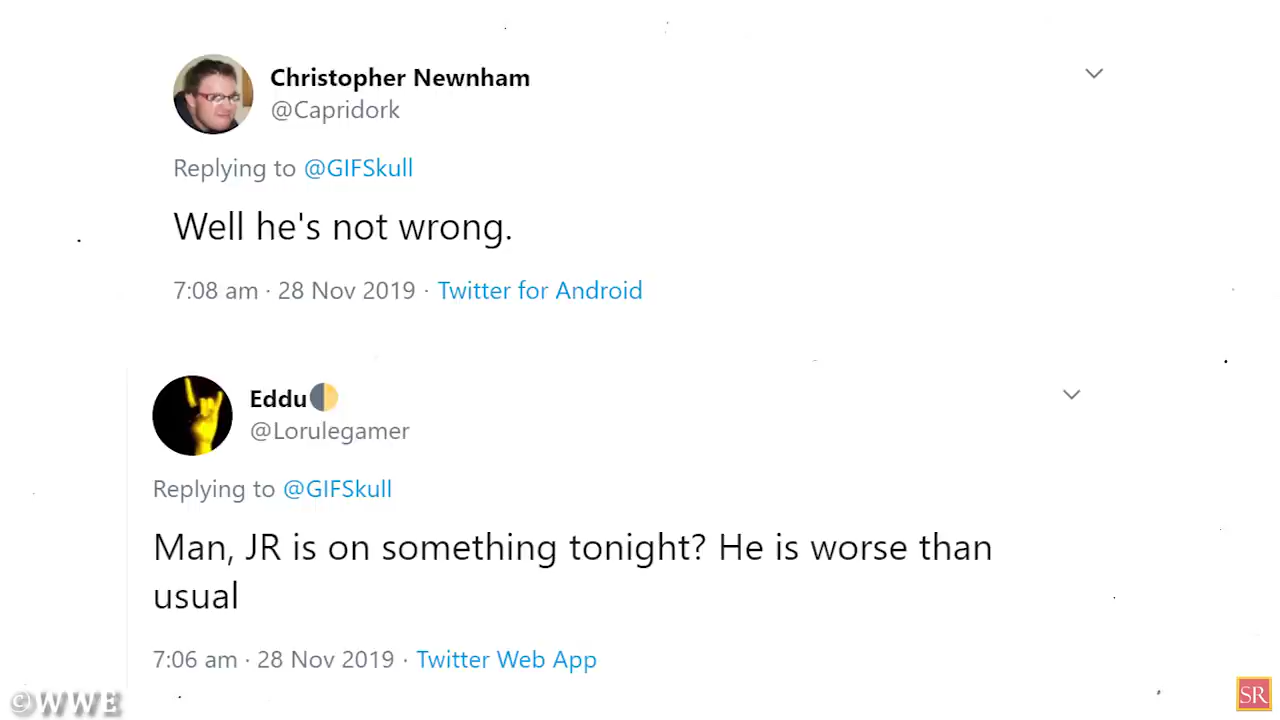 Christopher Newnham
@Capridork
Replying to @GIFSkull
Well he's not wrong.
7:08 am · 28 Nov 2019 · Twitter for Android
Eddu🌓
@Lorulegamer
Replying to @GIFSkull
Man, JR is on something tonight? He is worse than
usual
7:06 am · 28 Nov 2019 · Twitter Web App
©WWE
SR